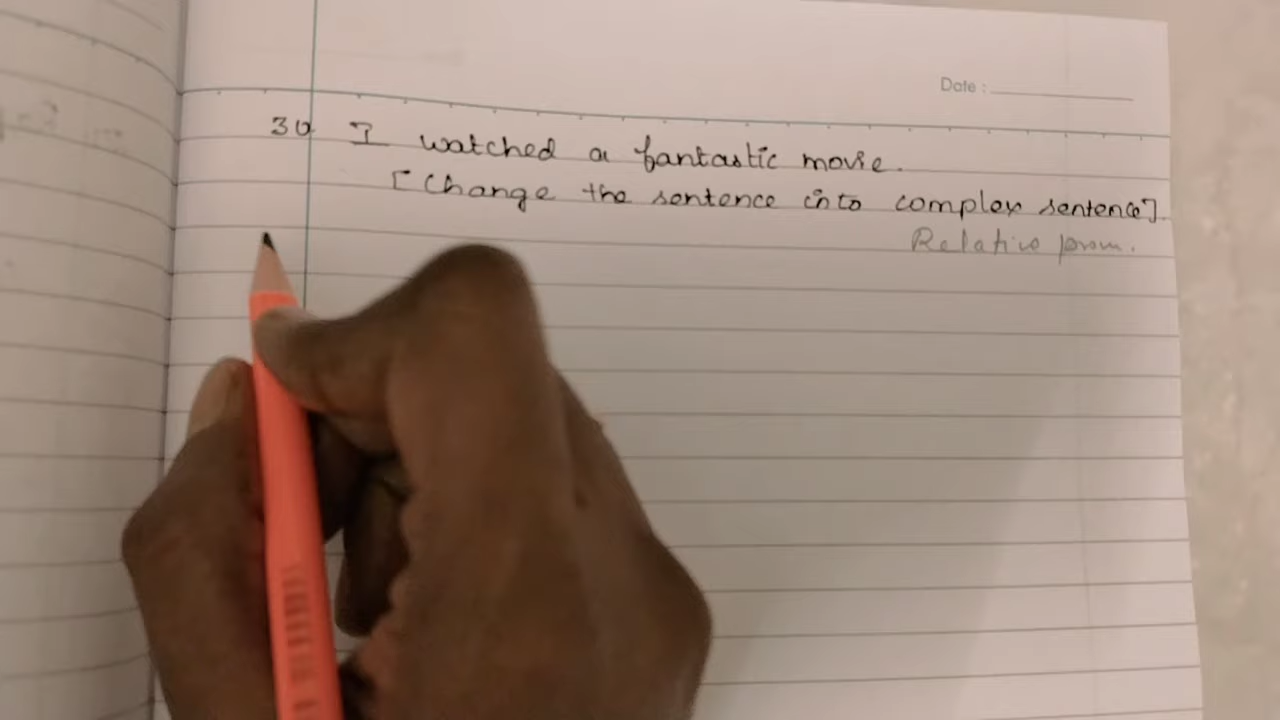 Date :
30 I watched a fantastic movie.
[Change the sentence into complex sentence].
Relative pron.